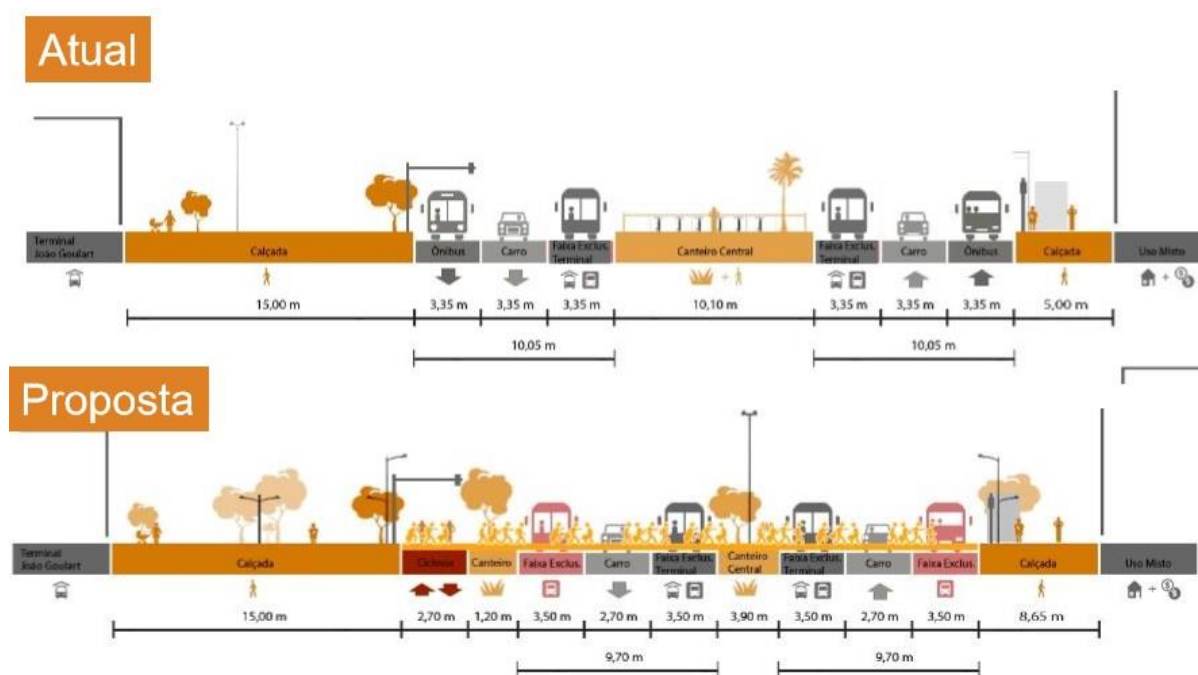 Atual
Terminal
João Goulart
Calçada
Ônibus
Carro
Faixa Exclus.
Terminal
Canteiro Central
Faixa Exclus.
Terminal
Carro
Ônibus
Calçada
Uso Misto
15,00 m
3,35 m
3,35 m
3,35 m
10,10 m
3,35 m
3,35 m
3,35 m
5,00 m
10,05 m
10,05 m
Proposta
Terminal
João Goulart
Calçada
Ciclovia
Canteiro
Faixa Exclus.
Carro
Faixa Exclus.
Terminal
Canteiro
Central
Faixa Exclus.
Terminal
Carro
Faixa Exclus.
Calçada
Uso Misto
15,00 m
2,70 m
1,20 m
3,50 m
2,70 m
3,50 m
3,90 m
3,50 m
2,70 m
3,50 m
8,65 m
9,70 m
9,70 m